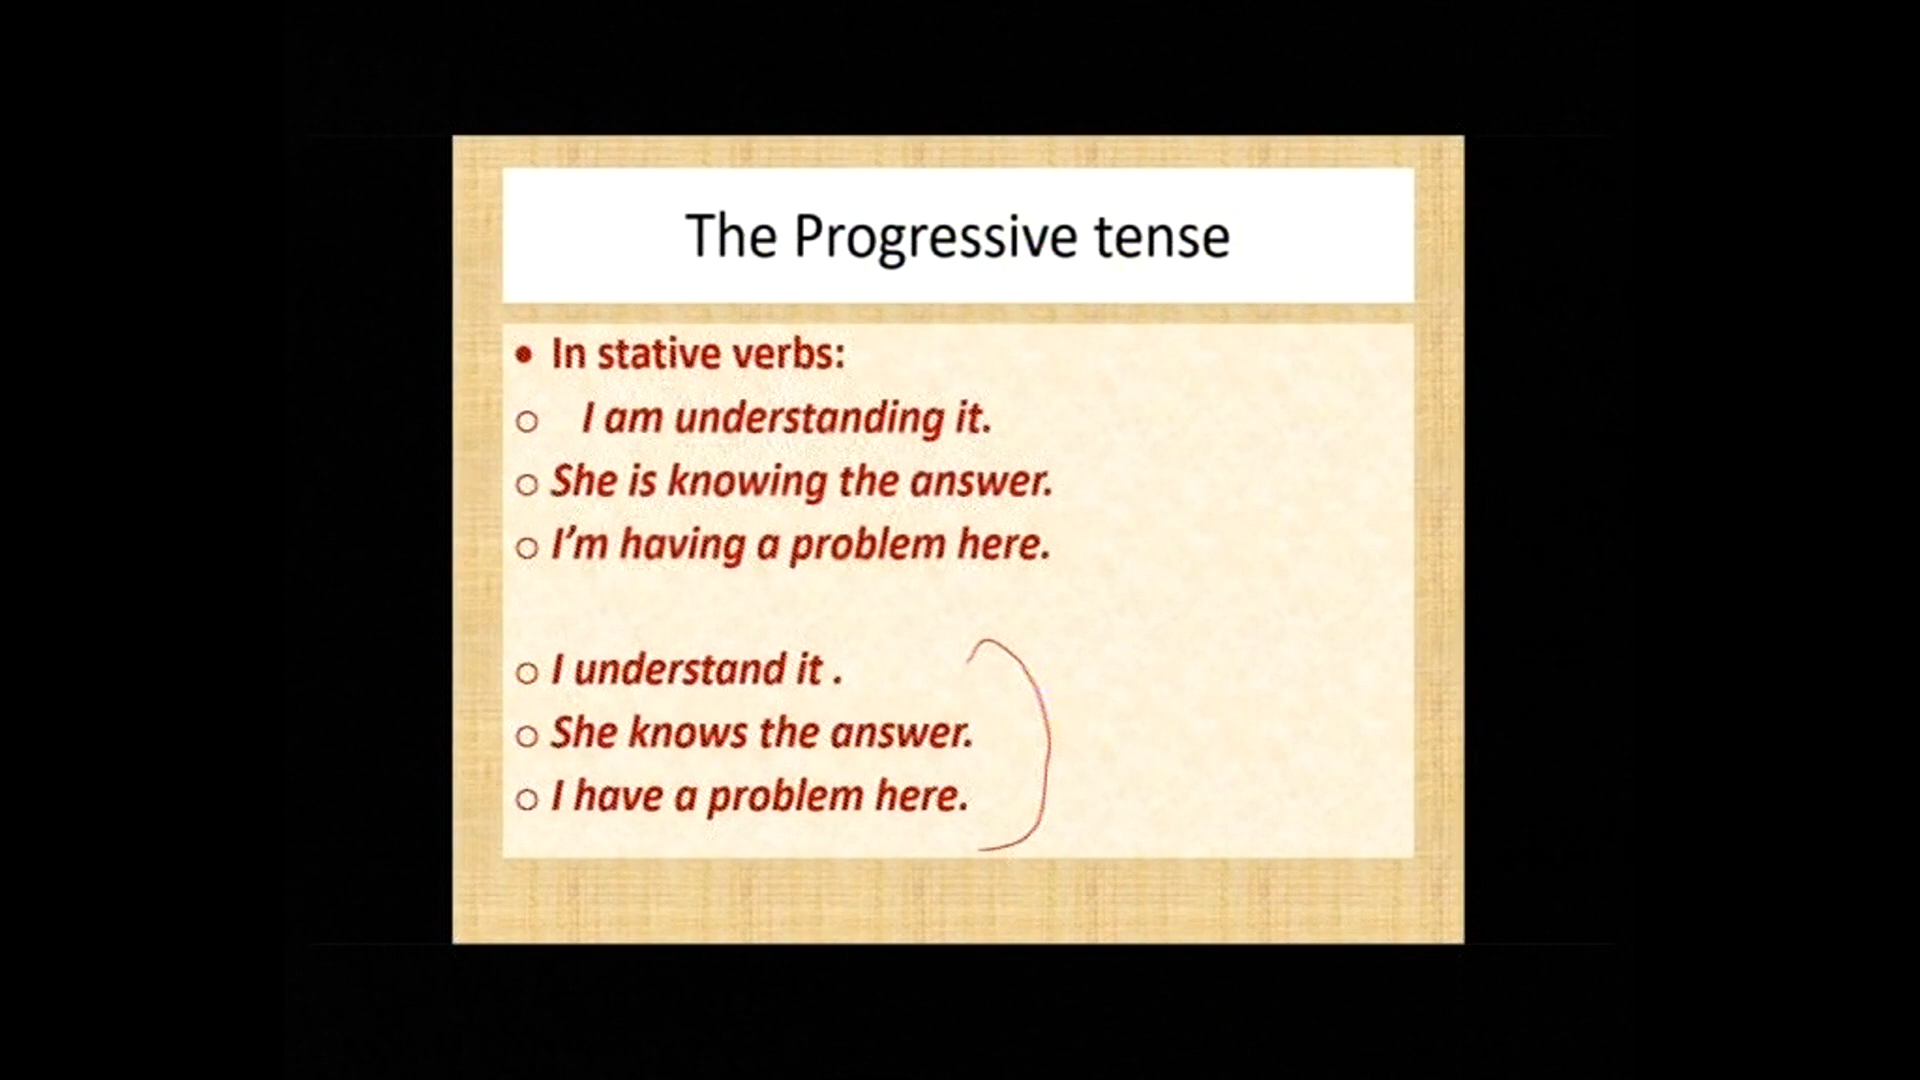 The Progressive tense
• In stative verbs:
○ I am understanding it.
○ She is knowing the answer.
○ I'm having a problem here.
○ I understand it .
○ She knows the answer.
○ I have a problem here.